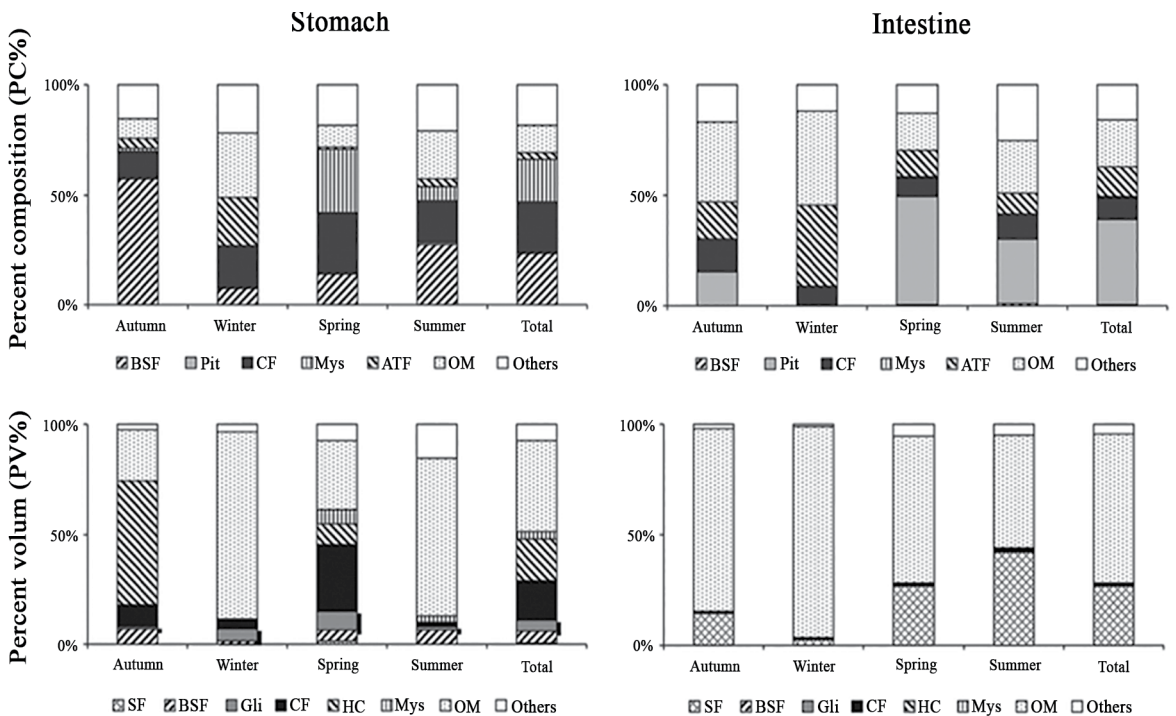 Stomach
Intestine
Percent composition (PC%)
100%
50%
0%
Autumn Winter Spring Summer Total
BSF Pit CF Mys ATF OM Others
100%
50%
0%
Autumn Winter Spring Summer Total
BSF Pit CF Mys ATF OM Others
Percent volum (PV%)
100%
50%
0%
Autumn Winter Spring Summer Total
SF BSF Gli CF HC Mys OM Others
100%
50%
0%
Autumn Winter Spring Summer Total
SF BSF Gli CF HC Mys OM Others